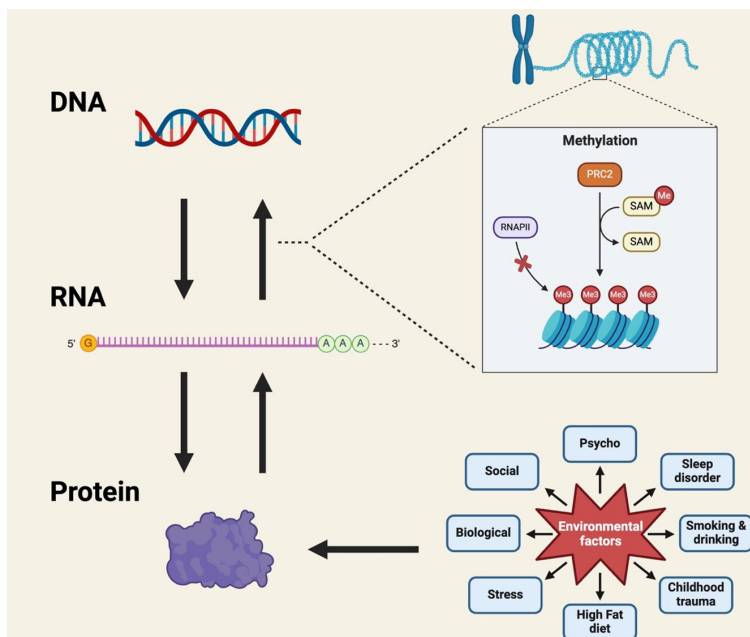 DNA
Methylation
PRC2
Me
SAM
SAM
RNAPII
Me3 Me3 Me3 Me3
RNA
5' G A A A 3'
Protein
Psycho
Social
Sleep
disorder
Biological
Environmental
factors
Smoking &
drinking
Stress
High Fat
diet
Childhood
trauma